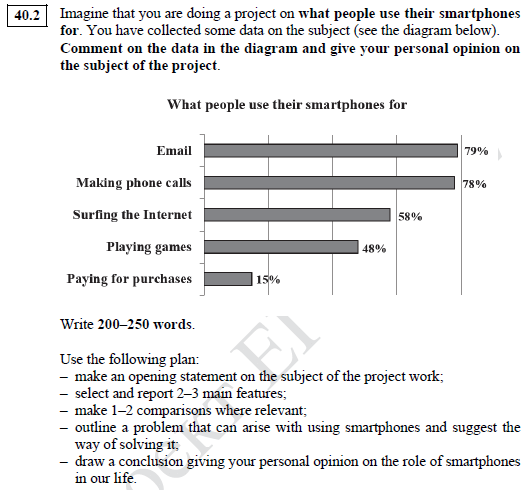 40.2 Imagine that you are doing a project on what people use their smartphones
for. You have collected some data on the subject (see the diagram below).
Comment on the data in the diagram and give your personal opinion on
the subject of the project.
What people use their smartphones for
Email 79%
Making phone calls 78%
Surfing the Internet 58%
Playing games 48%
Paying for purchases 15%
Write 200–250 words.
Use the following plan:
– make an opening statement on the subject of the project work;
– select and report 2–3 main features;
– make 1–2 comparisons where relevant;
– outline a problem that can arise with using smartphones and suggest the
way of solving it;
– draw a conclusion giving your personal opinion on the role of smartphones
in our life.